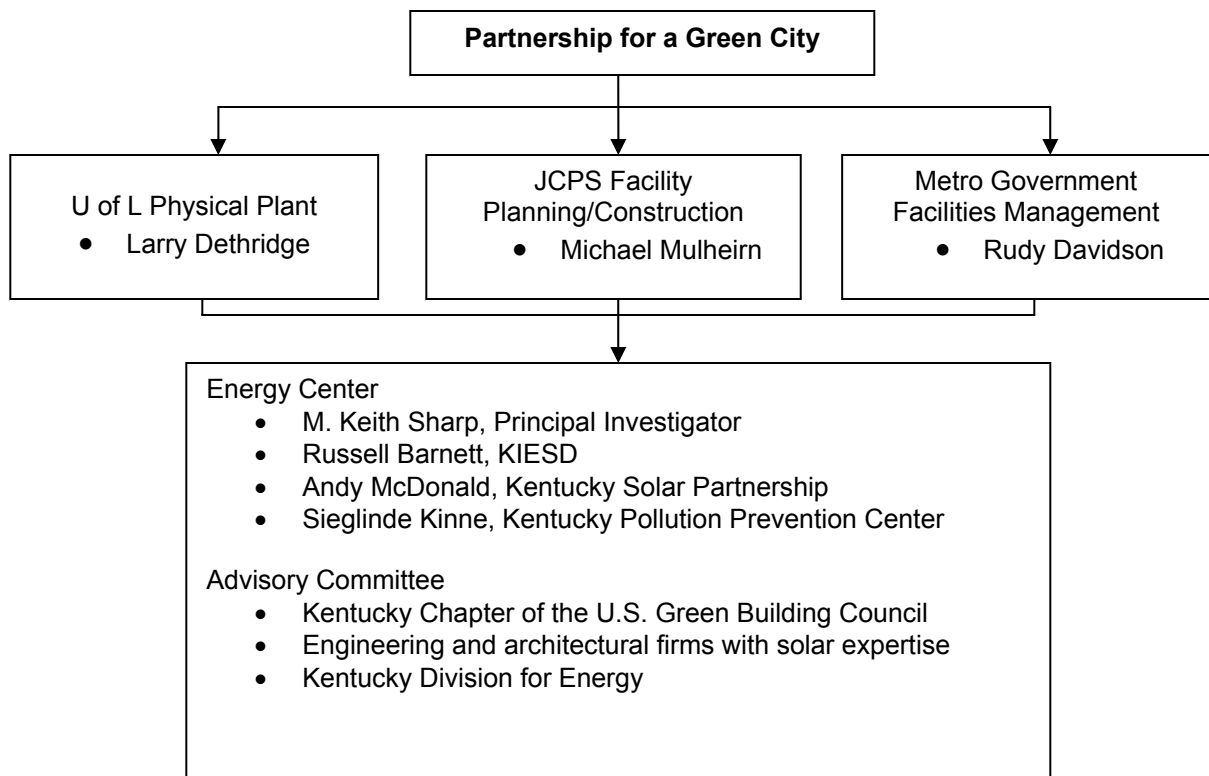 Partnership for a Green City
U of L Physical Plant
• Larry Dethridge
JCPS Facility
Planning/Construction
• Michael Mulheirn
Metro Government
Facilities Management
• Rudy Davidson
Energy Center
• M. Keith Sharp, Principal Investigator
• Russell Barnett, KIESD
• Andy McDonald, Kentucky Solar Partnership
• Sieglinde Kinne, Kentucky Pollution Prevention Center
Advisory Committee
• Kentucky Chapter of the U.S. Green Building Council
• Engineering and architectural firms with solar expertise
• Kentucky Division for Energy